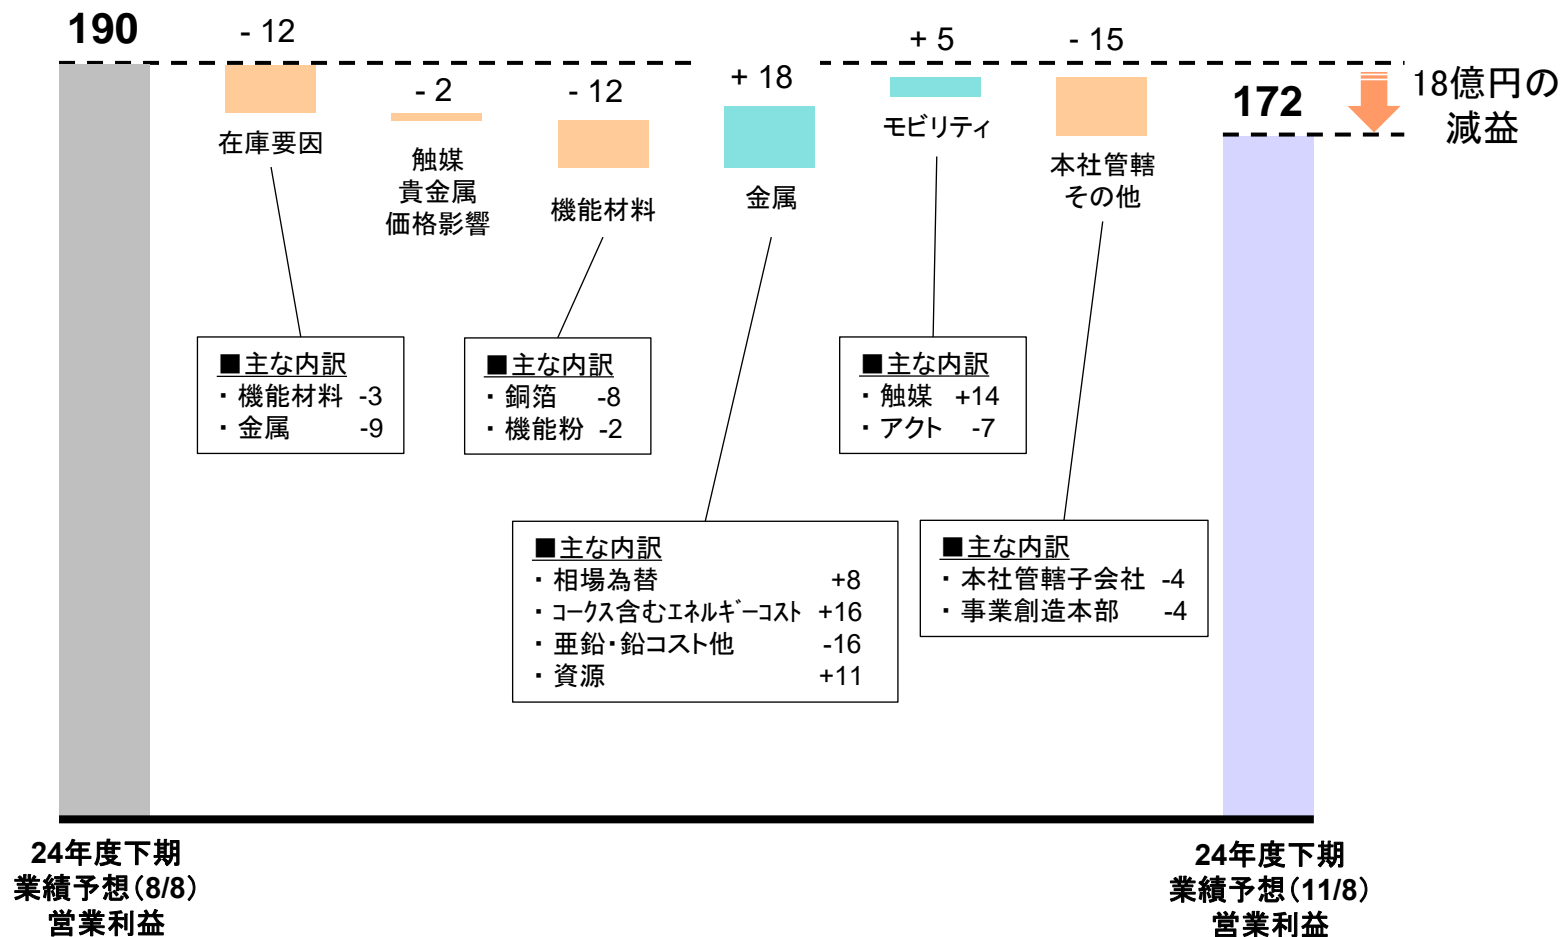 190
- 12
- 2
- 12
+ 18
+ 5
- 15
172
18億円の
減益
在庫要因
触媒
貴金属
価格影響
機能材料
金属
モビリティ
本社管轄
その他
■主な内訳
・ 機能材料 -3
・ 金属 -9
■主な内訳
・ 銅箔 -8
・ 機能粉 -2
■主な内訳
・ 触媒 +14
・ アクト -7
■主な内訳
・ 相場為替 +8
・ コークス含むエネルギーコスト +16
・ 亜鉛・鉛コスト他 -16
・ 資源 +11
■主な内訳
・ 本社管轄子会社 -4
・ 事業創造本部 -4
24年度下期
業績予想(8/8)
営業利益
24年度下期
業績予想(11/8)
営業利益